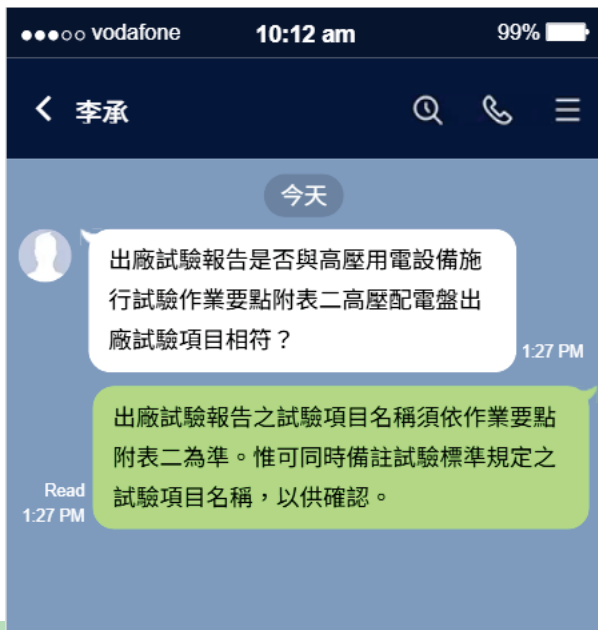 vodafone 10:12 am 99%
李承
今天
出廠試驗報告是否與高壓用電設備施
行試驗作業要點附表二高壓配電盤出
廠試驗項目相符？
1:27 PM
出廠試驗報告之試驗項目名稱須依作業要點
附表二為準。惟可同時備註試驗標準規定之
試驗項目名稱，以供確認。
Read
1:27 PM